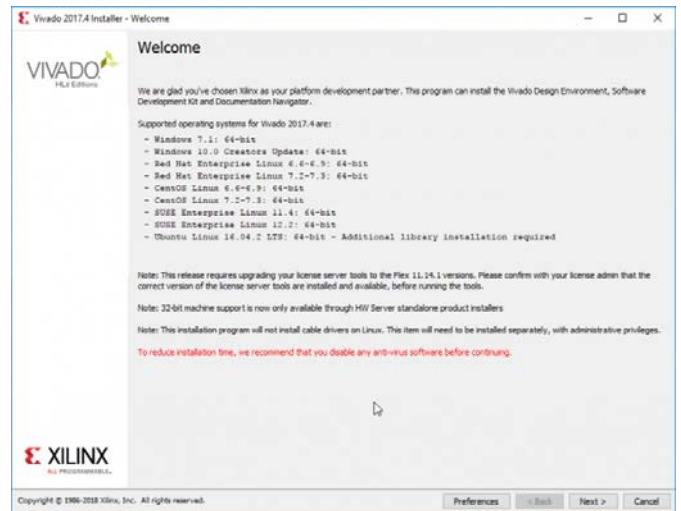 Vivado 2017.4 Installer - Welcome
Welcome
VIVADO
HLx Editions
We are glad you've chosen Xilinx as your platform development partner. This program can install the Vivado Design Environment, Software
Development Kit and Documentation Navigator.
Supported operating systems for Vivado 2017.4 are:
- Windows 7.1: 64-bit
- Windows 10.0 Creators Update: 64-bit
- Red Hat Enterprise Linux 6.6-6.9: 64-bit
- Red Hat Enterprise Linux 7.2-7.3: 64-bit
- CentOS Linux 6.6-6.9: 64-bit
- CentOS Linux 7.2-7.3: 64-bit
- SUSE Enterprise Linux 11.4: 64-bit
- SUSE Enterprise Linux 12.2: 64-bit
- Ubuntu Linux 16.04.2 LTS: 64-bit - Additional library installation required
Note: This release requires upgrading your license server tools to the Flex 11.14.1 versions. Please confirm with your license admin that the
correct version of the license server tools are installed and available, before running the tools.
Note: 32-bit machine support is now only available through HW Server standalone product installers
Note: This installation program will not install cable drivers on Linux. This item will need to be installed separately, with administrative privileges.
To reduce installation time, we recommend that you disable any anti-virus software before continuing.
XILINX
ALL PROGRAMMABLE.
Copyright © 1986-2018 Xilinx, Inc. All rights reserved.
Preferences
< Back
Next >
Cancel